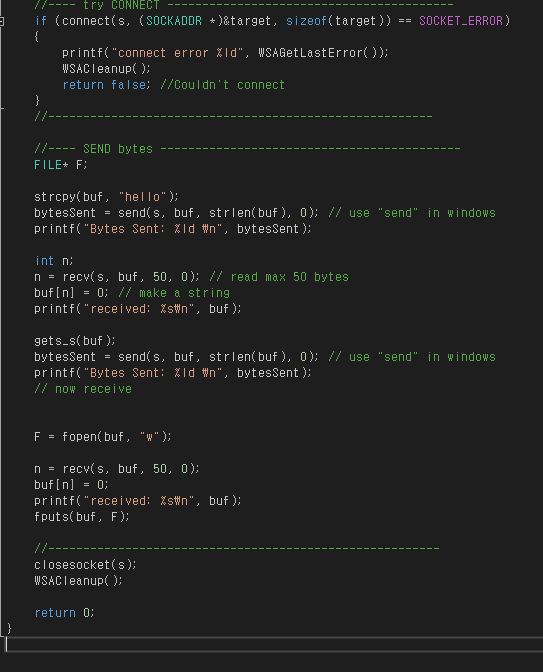 //---- try CONNECT -----------------------------------------
if (connect(s, (SOCKADDR *)&target, sizeof(target)) == SOCKET_ERROR)
{
printf("connect error %ld", WSAGetLastError());
WSACleanup();
return false; //Couldn't connect
}
//-------------------------------------------------------
//---- SEND bytes -------------------------------------------
FILE* F;
strcpy(buf, "hello");
bytesSent = send(s, buf, strlen(buf), 0); // use "send" in windows
printf("Bytes Sent: %ld ₩n", bytesSent);
int n;
n = recv(s, buf, 50, 0); // read max 50 bytes
buf[n] = 0; // make a string
printf("received: %s₩n", buf);
gets_s(buf);
bytesSent = send(s, buf, strlen(buf), 0); // use "send" in windows
printf("Bytes Sent: %ld ₩n", bytesSent);
// now receive
F = fopen(buf, "w");
n = recv(s, buf, 50, 0);
buf[n] = 0;
printf("received: %s₩n", buf);
fputs(buf, F);
//--------------------------------------------------------
closesocket(s);
WSACleanup();
return 0;
}